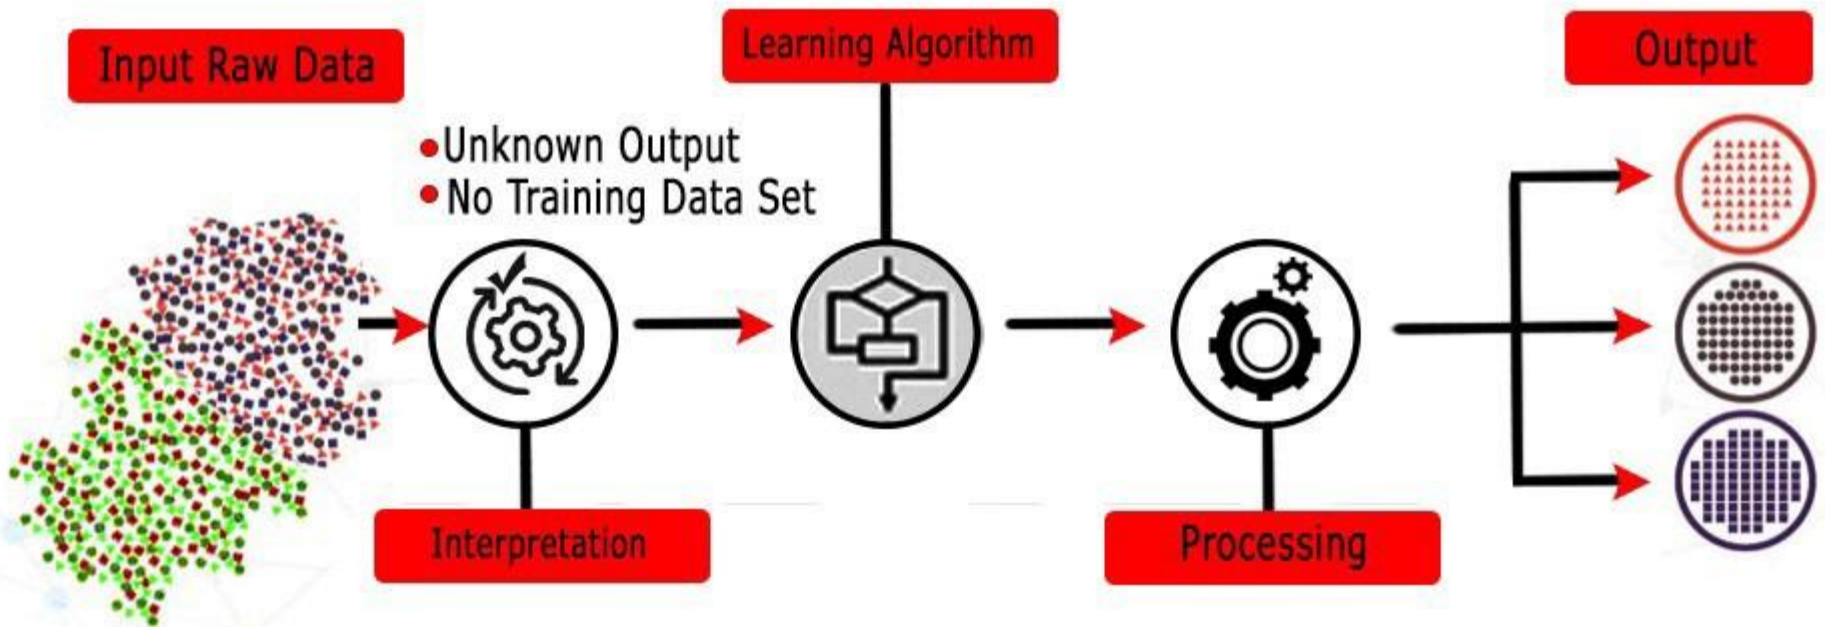 Input Raw Data
Learning Algorithm
Output
Unknown Output
No Training Data Set
Interpretation
Processing